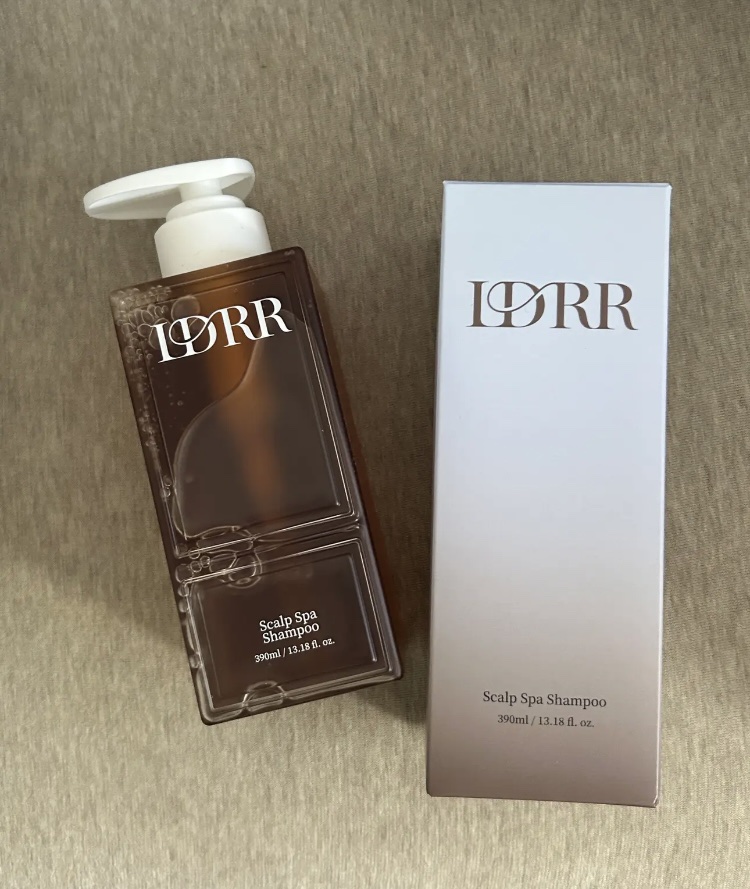 LDRR
Scalp Spa
Shampoo
390ml / 13.18 fl. oz.
LDRR
Scalp Spa Shampoo
390ml / 13.18 fl. oz.